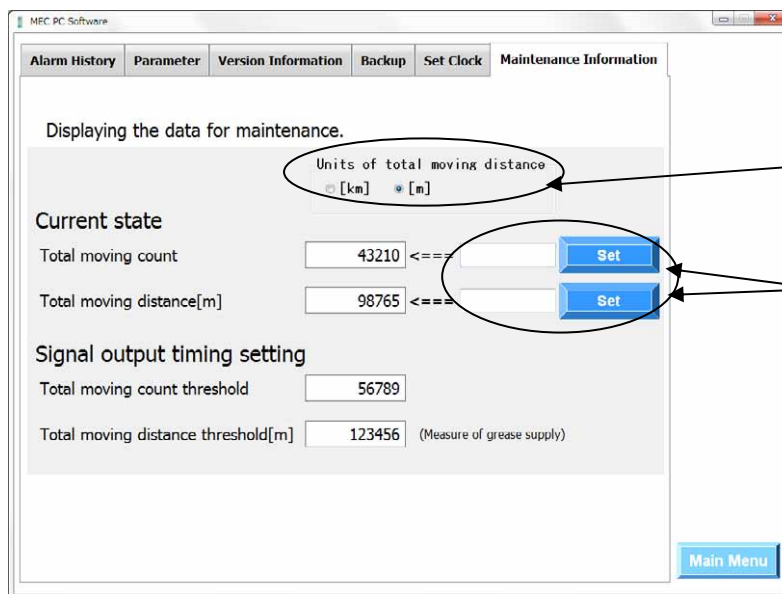 MEC PC Software
Alarm History Parameter Version Information Backup Set Clock Maintenance Information
Displaying the data for maintenance.
Units of total moving distance
[km] [m]
Current state
Total moving count 43210 <=== Set
Total moving distance[m] 98765 <=== Set
Signal output timing setting
Total moving count threshold 56789
Total moving distance threshold[m] 123456 (Measure of grease supply)
Main Menu